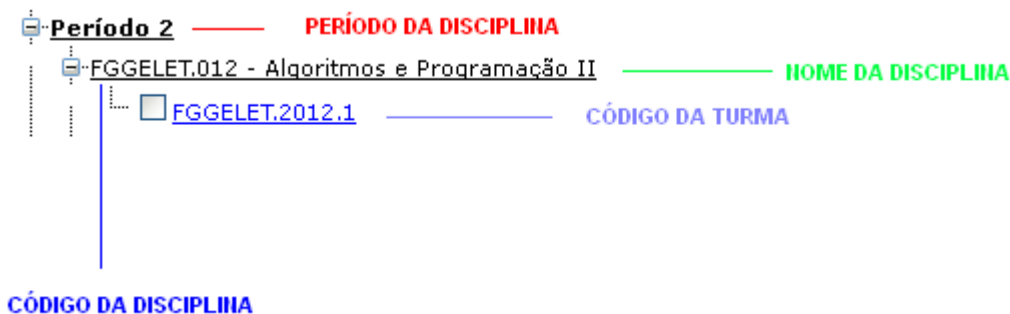 Período 2 PERÍODO DA DISCIPLINA
FGGELET.012 - Algoritmos e Programação II NOME DA DISCIPLINA
FGGELET.2012.1 CÓDIGO DA TURMA
CÓDIGO DA DISCIPLINA